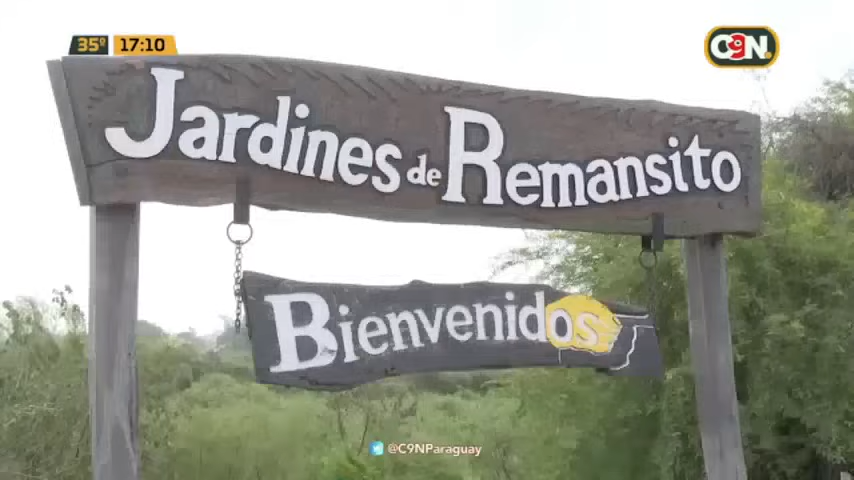 35º 17:10
C9N
Jardines de Remansito
Bienvenidos
@C9NParaguay